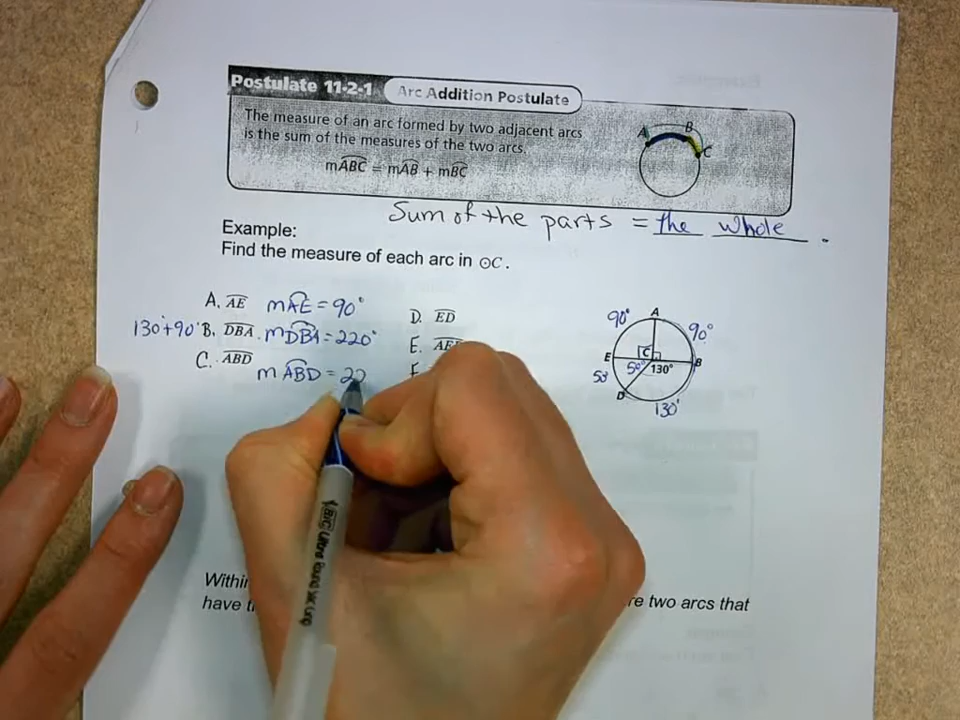 Postulate 11-2-1 Arc Addition Postulate
The measure of an arc formed by two adjacent arcs
is the sum of the measures of the two arcs.
mABC = mAB + mBC
A B C
Sum of the parts = the whole.
Example:
Find the measure of each arc in ⊙C.
A. AE mAE = 90°
130°+90° B. DBA. mDBA = 220°
C. ABD mABD = 22
D. ED
E.
90° A 90°
E C B
50° 50° 130°
D 130°
have
re two arcs that
BIC